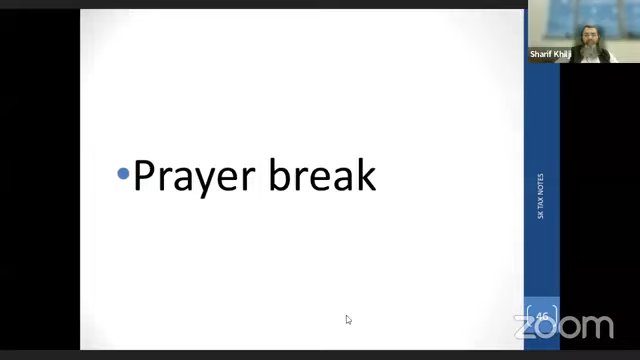 Sharif Khilji
•Prayer break
SK TAX NOTES
46
zoom